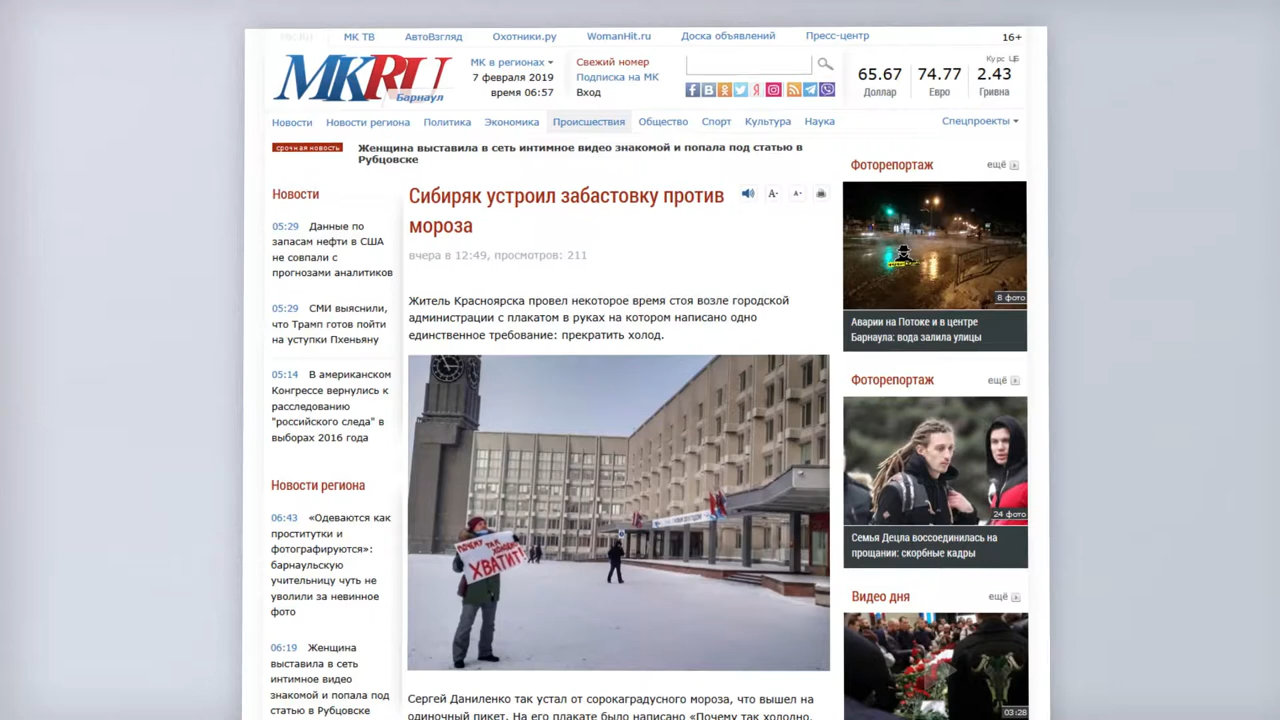 МК ТВ
АвтоВзгляд
Охотники.ру
WomanHit.ru
Доска объявлений
Пресс-центр
16+
MKRU
Барнаул
МК в регионах
7 февраля 2019
время 06:57
Свежий номер
Подписка на МК
Вход
Курс ЦБ
65.67
Доллар
74.77
Евро
2.43
Гривна
Новости
Новости региона
Политика
Экономика
Происшествия
Общество
Спорт
Культура
Наука
Спецпроекты
срочная новость
Женщина выставила в сеть интимное видео знакомой и попала под статью в
Рубцовске
Новости
05:29 Данные по
запасам нефти в США
не совпали с
прогнозами аналитиков
05:29 СМИ выяснили,
что Трамп готов пойти
на уступки Пхеньяну
05:14 В американском
Конгрессе вернулись к
расследованию
"российского следа" в
выборах 2016 года
Новости региона
06:43 «Одеваются как
проститутки и
фотографируются»:
барнаульскую
учительницу чуть не
уволили за невинное
фото
06:19 Женщина
выставила в сеть
интимное видео
знакомой и попала под
статью в Рубцовске
Сибиряк устроил забастовку против
мороза
A+
A-
вчера в 12:49, просмотров: 211
Житель Красноярска провел некоторое время стоя возле городской
администрации с плакатом в руках на котором написано одно
единственное требование: прекратить холод.
ПОЧЕМУ ТАК
ХОЛОДНО
ХВАТИТ!
Сергей Даниленко так устал от сорокаградусного мороза, что вышел на
одиночный пикет. На его плакате было написано «Почему так холодно.
Фоторепортаж
ещё
8 фото
Аварии на Потоке и в центре
Барнаула: вода залила улицы
Фоторепортаж
ещё
24 фото
Семья Децла воссоединилась на
прощании: скорбные кадры
Видео дня
ещё
03:28